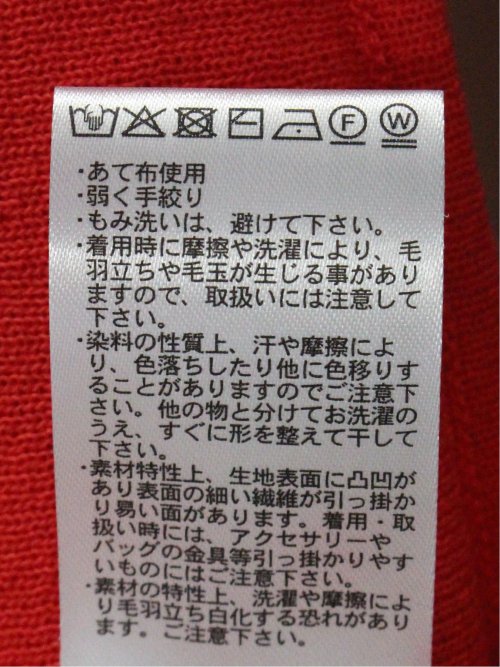 F W
・あて布使用
・弱く手絞り
・もみ洗いは、避けて下さい。
・着用時に摩擦や洗濯により、毛
羽立ちや毛玉が生じる事があり
ますので、取扱いには注意して
下さい。
・染料の性質上、汗や摩擦によ
り、色落ちしたり他に色移りす
ることがありますのでご注意下
さい。他の物と分けてお洗濯の
うえ、すぐに形を整えて干して
下さい。
・素材特性上、生地表面に凸凹が
あり表面の細い繊維が引っ掛か
り易い面があります。着用・取
扱い時には、アクセサリーや
バッグの金具等引っ掛かりやす
いものにはご注意下さい。
・素材の特性上、洗濯や摩擦によ
り毛羽立ち白化する恐れがあり
ます。ご注意下さい。